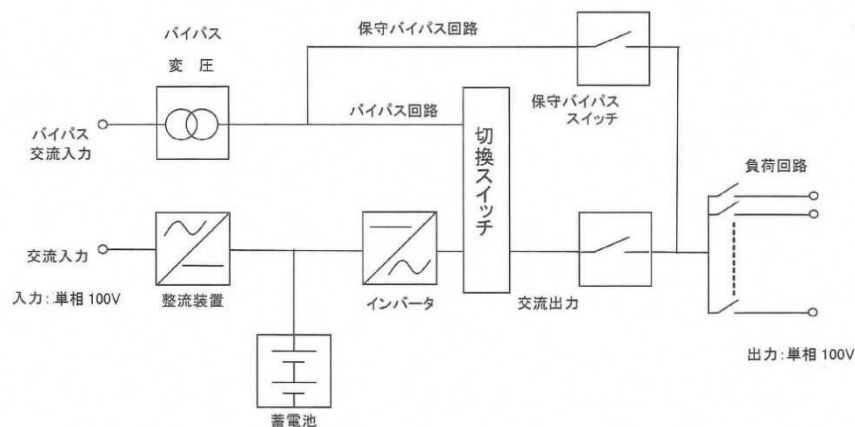 バイパス
変 圧
保守バイパス回路
バイパス回路
保守バイパス
スイッチ
バイパス
交流入力
切換スイッチ
負荷回路
交流入力
入力：単相 100V
整流装置
インバータ
交流出力
出力：単相 100V
蓄電池